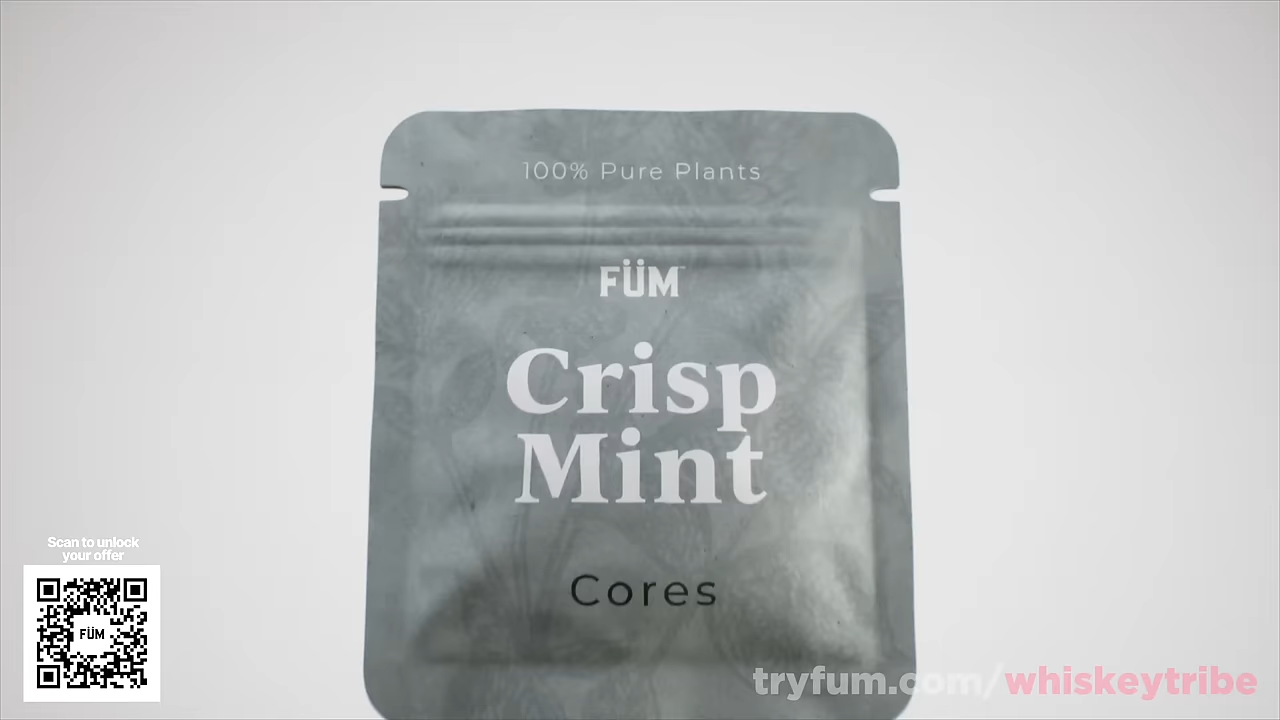 100% Pure Plants
FÜM
Crisp
Mint
Cores
Scan to unlock
your offer
FÜM
tryfum.com/whiskeytribe